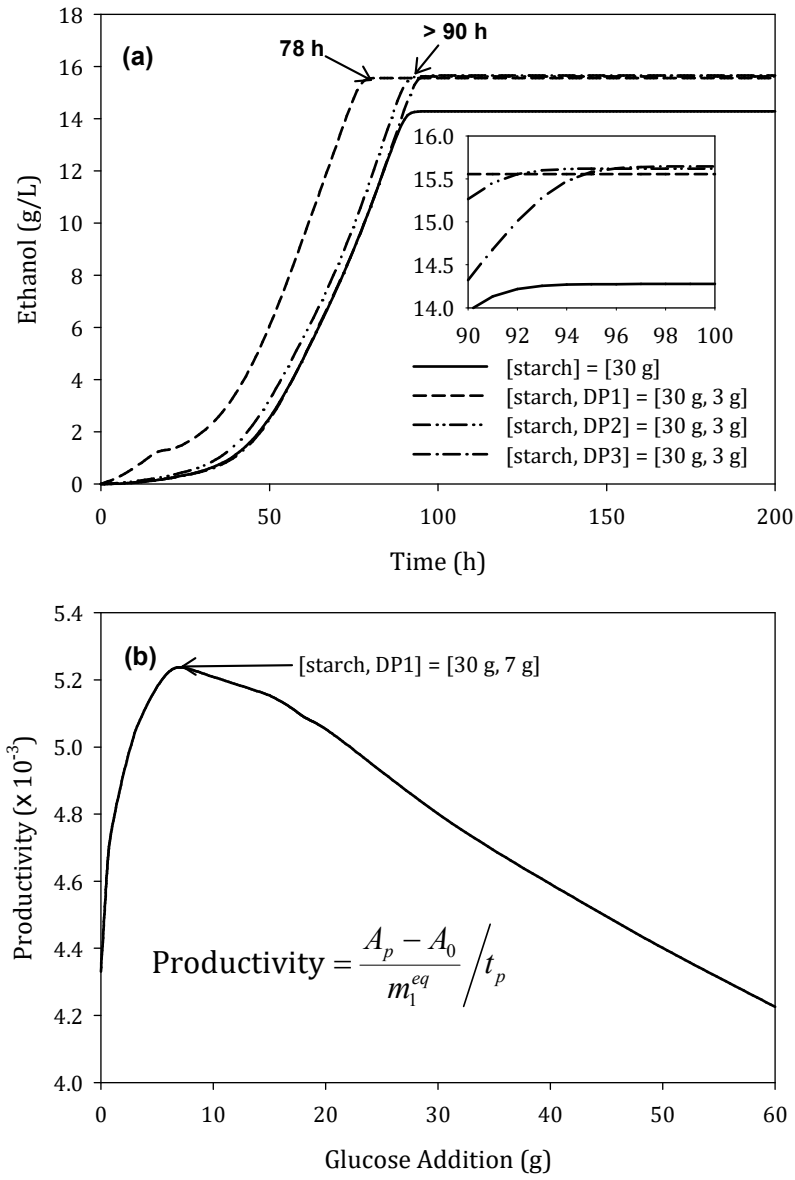 (a)
78 h
> 90 h
Ethanol (g/L)
18
16
14
12
10
8
6
4
2
0
16.0
15.5
15.0
14.5
14.0
90 92 94 96 98 100
[starch] = [30 g]
[starch, DP1] = [30 g, 3 g]
[starch, DP2] = [30 g, 3 g]
[starch, DP3] = [30 g, 3 g]
0 50 100 150 200
Time (h)
(b)
[starch, DP1] = [30 g, 7 g]
Productivity (x 10^-3)
5.4
5.2
5.0
4.8
4.6
4.4
4.2
4.0
Productivity = (A_p − A_0) / m_1^eq / t_p
0 10 20 30 40 50 60
Glucose Addition (g)